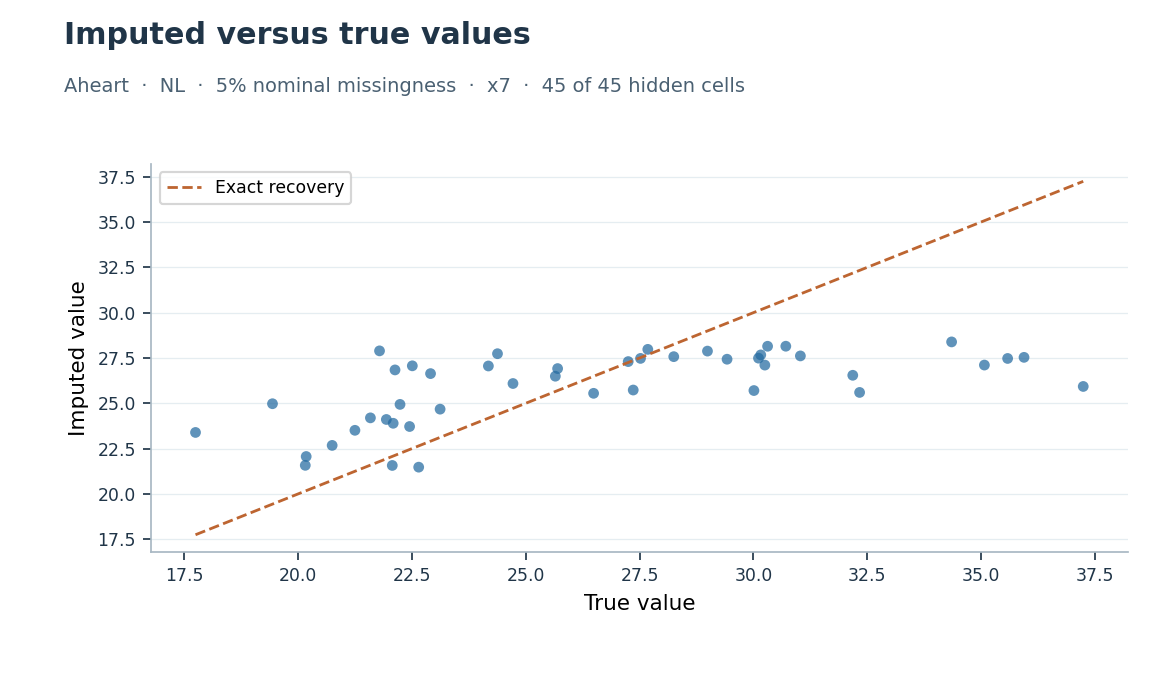 Imputed versus true values
Aheart · NL · 5% nominal missingness · x7 · 45 of 45 hidden cells
Exact recovery
Imputed value
37.5
35.0
32.5
30.0
27.5
25.0
22.5
20.0
17.5
17.5 20.0 22.5 25.0 27.5 30.0 32.5 35.0 37.5
True value